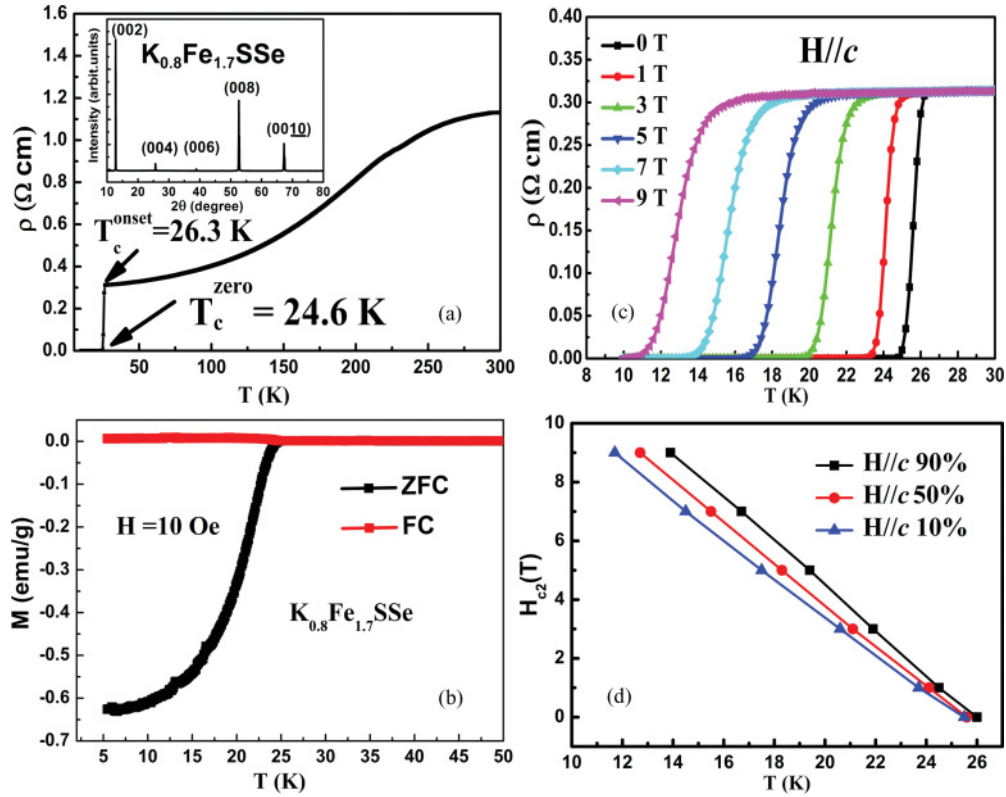 (a)
1.6
1.4
1.2
1.0
0.8
0.6
0.4
0.2
0.0
ρ (Ω cm)
(002)
K0.8Fe1.7SSe
(008)
(004)
(006)
(0010)
Intensity (arbit.units)
10 20 30 40 50 60 70 80
2θ (degree)
Tc onset=26.3 K
Tc zero = 24.6 K
50 100 150 200 250 300
T (K)
(c)
0.40
0.35
0.30
0.25
0.20
0.15
0.10
0.05
0.00
ρ (Ω cm)
0 T
1 T
3 T
5 T
7 T
9 T
H//c
8 10 12 14 16 18 20 22 24 26 28 30
T (K)
(b)
0.0
-0.1
-0.2
-0.3
-0.4
-0.5
-0.6
-0.7
M (emu/g)
ZFC
FC
H =10 Oe
K0.8Fe1.7SSe
5 10 15 20 25 30 35 40 45 50
T (K)
(d)
10
8
6
4
2
0
Hc2(T)
H//c 90%
H//c 50%
H//c 10%
10 12 14 16 18 20 22 24 26
T (K)